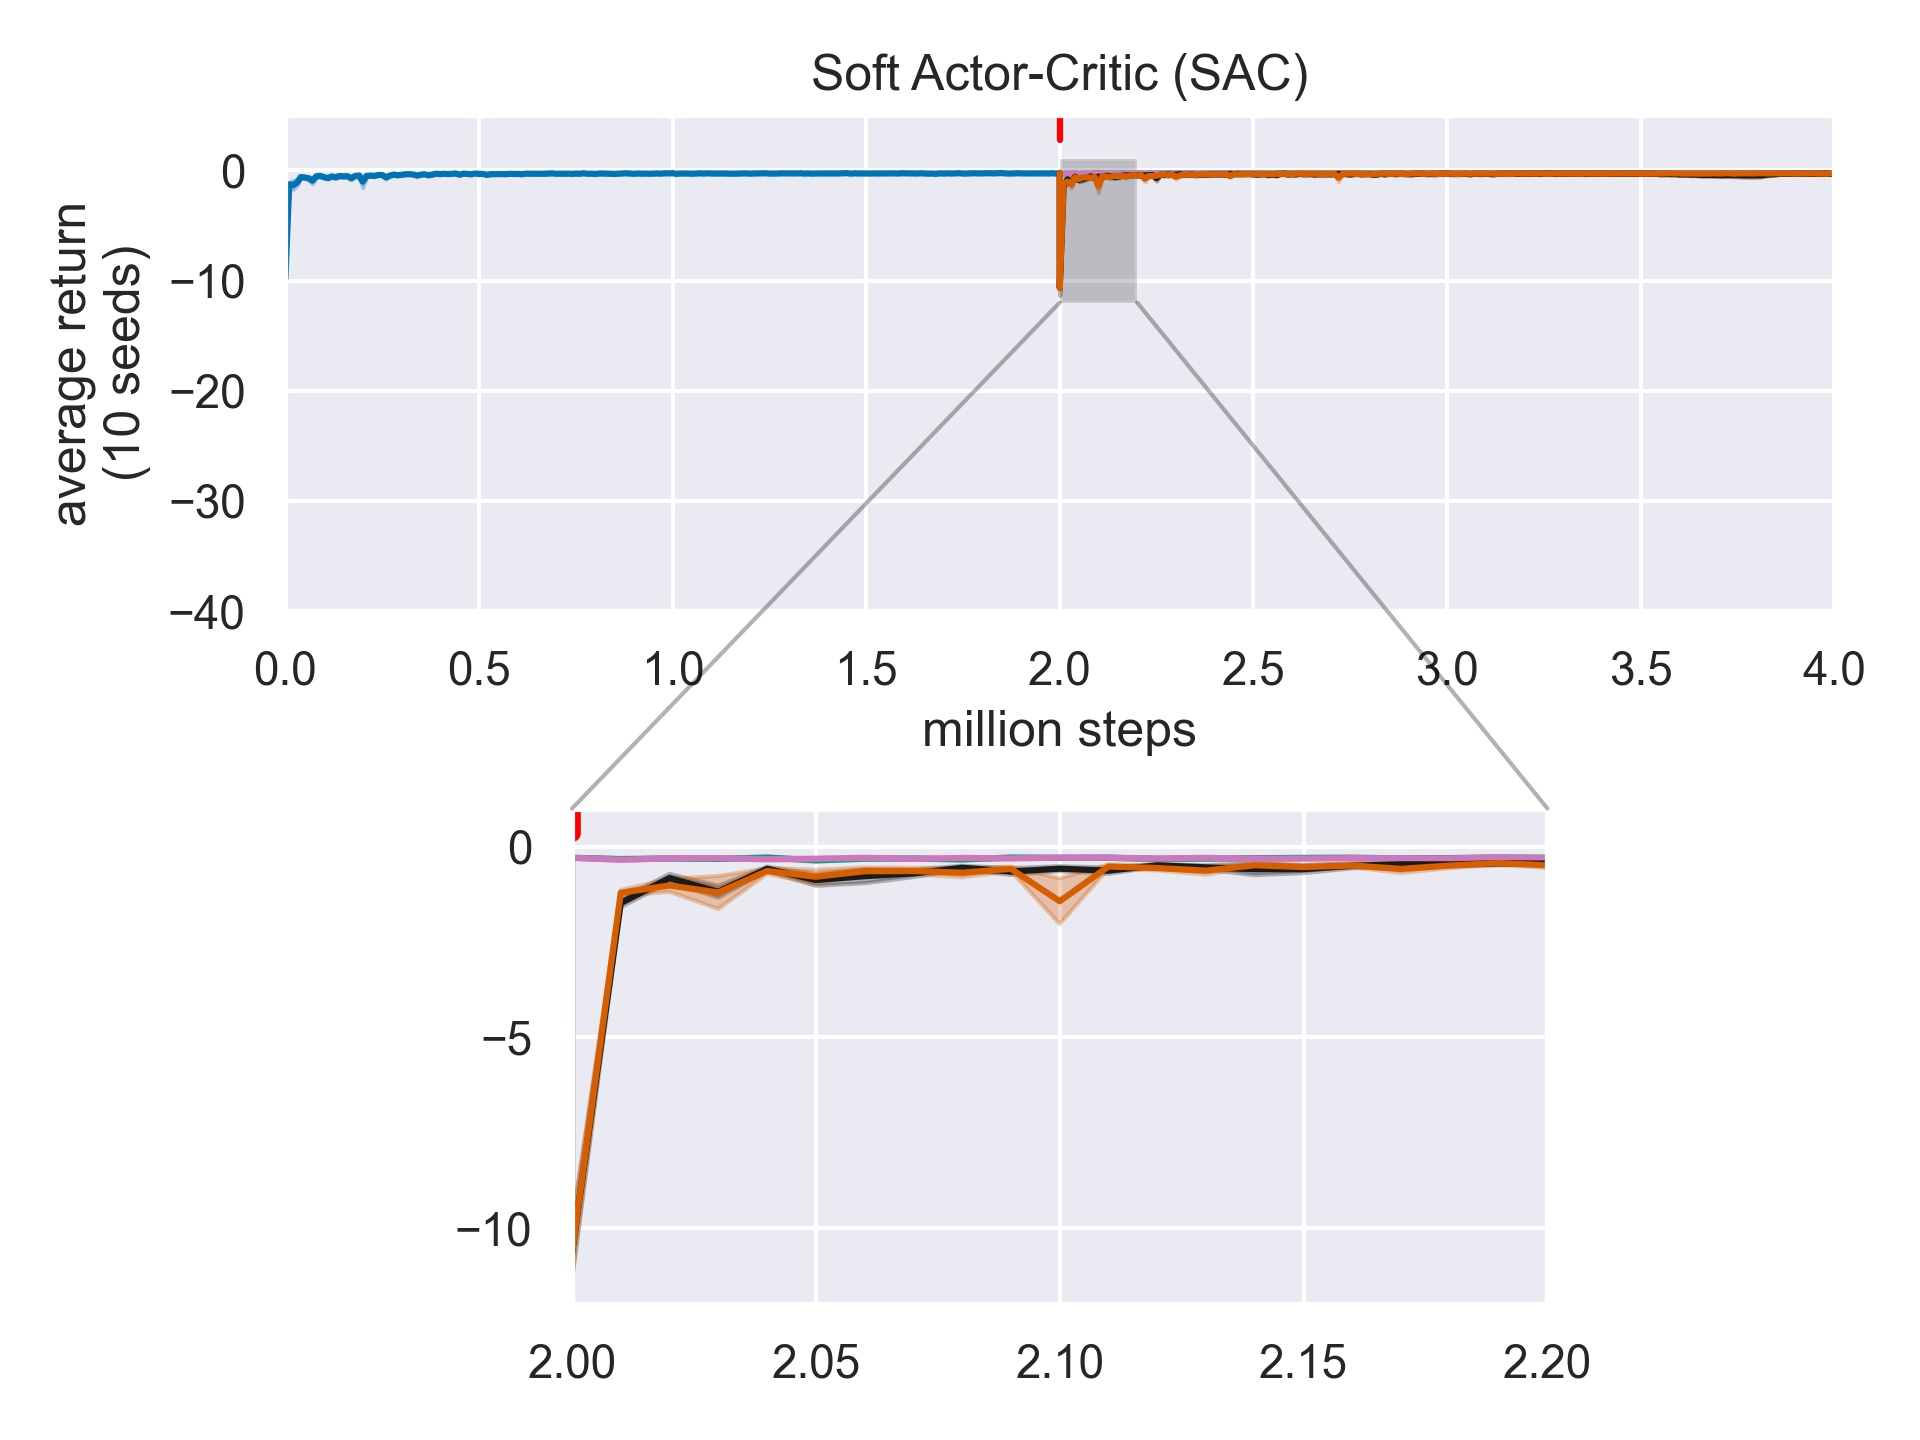 Soft Actor-Critic (SAC)
average return
(10 seeds)
0
−10
−20
−30
−40
0.0 0.5 1.0 1.5 2.0 2.5 3.0 3.5 4.0
million steps
0
−5
−10
2.00 2.05 2.10 2.15 2.20